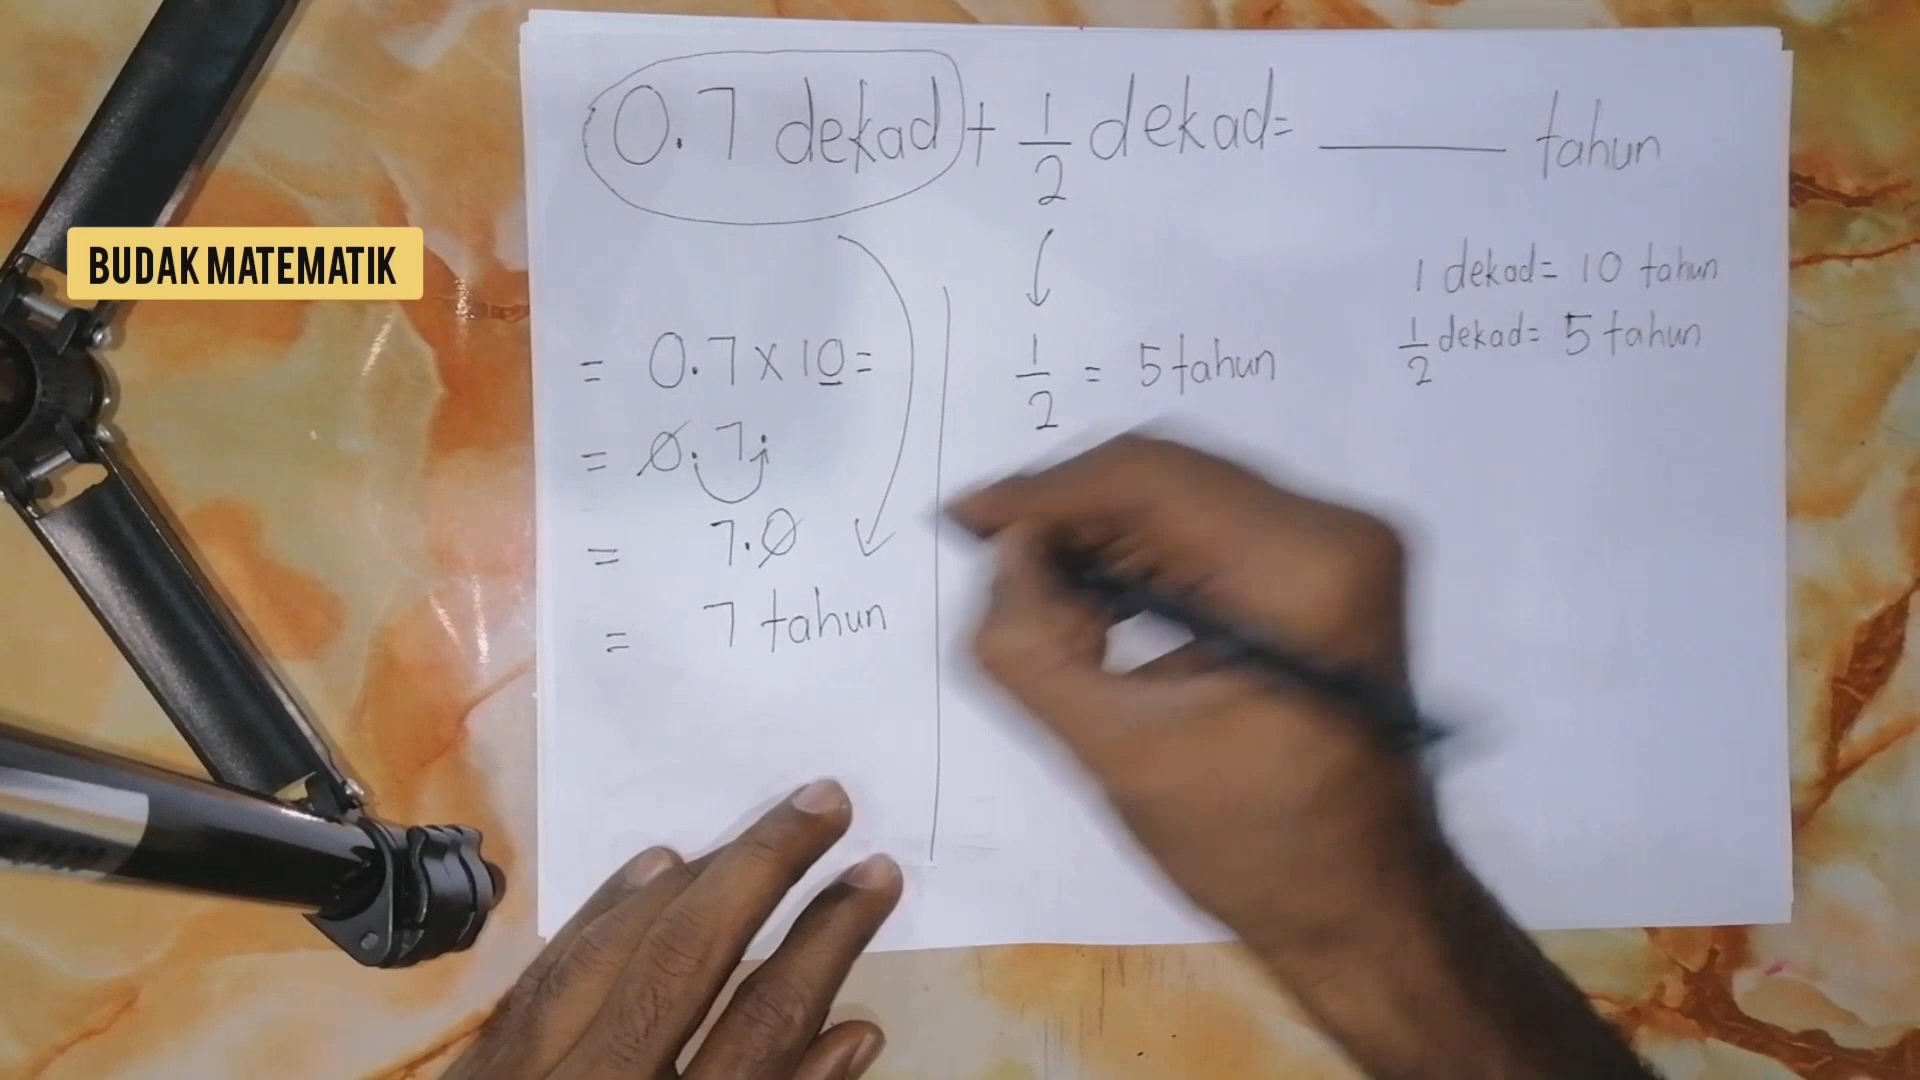 0.7 dekad + 1/2 dekad = ______ tahun
BUDAK MATEMATIK
1 dekad = 10 tahun
1/2 dekad = 5 tahun
= 0.7 x 10 =
= 0.7.
= 7.0
= 7 tahun
1/2 = 5 tahun